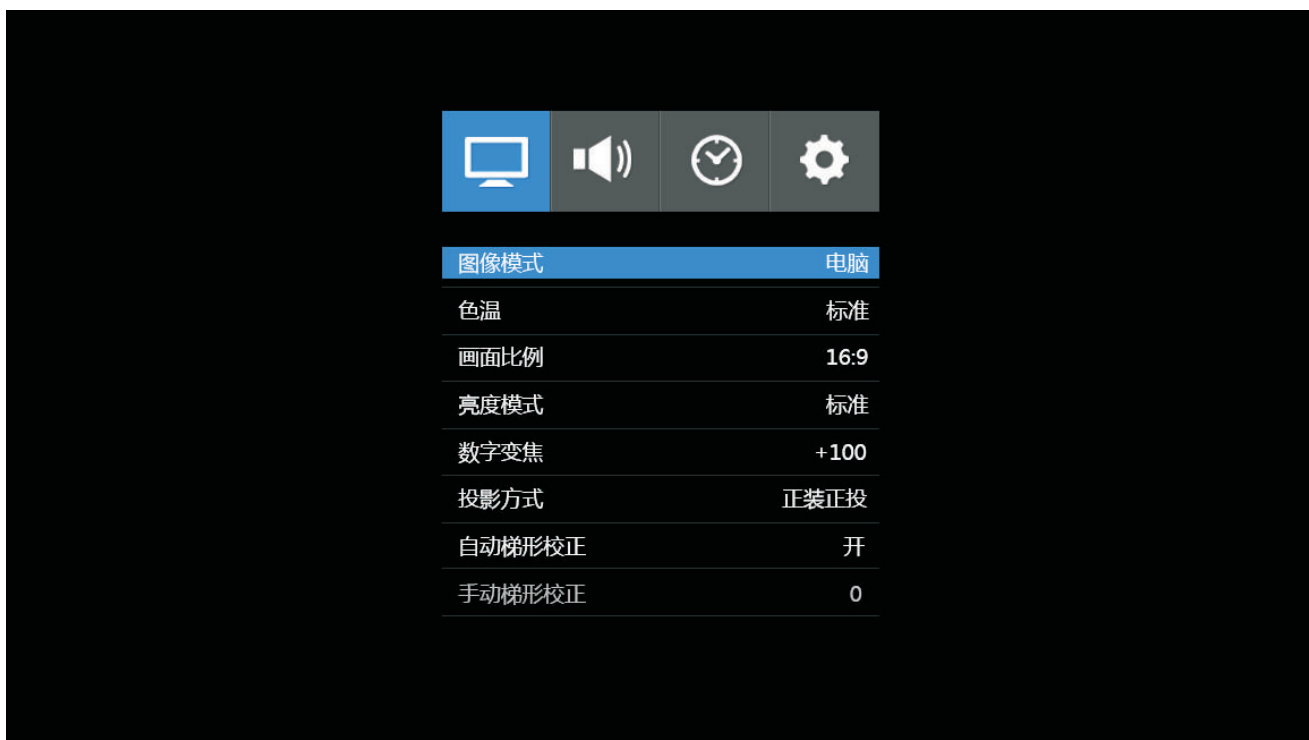 图像模式 电脑
色温 标准
画面比例 16:9
亮度模式 标准
数字变焦 +100
投影方式 正装正投
自动梯形校正 开
手动梯形校正 0